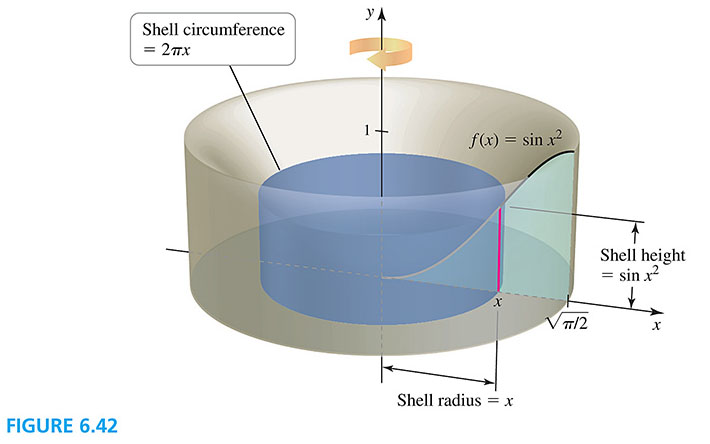 Shell circumference
= 2πx
y
1
f(x) = sin x²
Shell height
= sin x²
x
√π/2
x
Shell radius = x
FIGURE 6.42